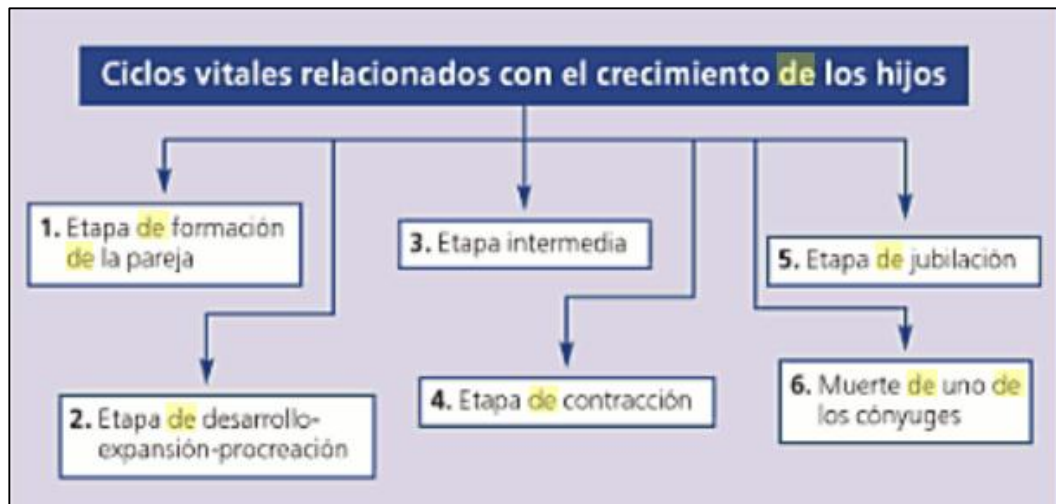 Ciclos vitales relacionados con el crecimiento de los hijos
1. Etapa de formación
de la pareja
2. Etapa de desarrollo-
expansión-procreación
3. Etapa intermedia
4. Etapa de contracción
5. Etapa de jubilación
6. Muerte de uno de
los cónyuges